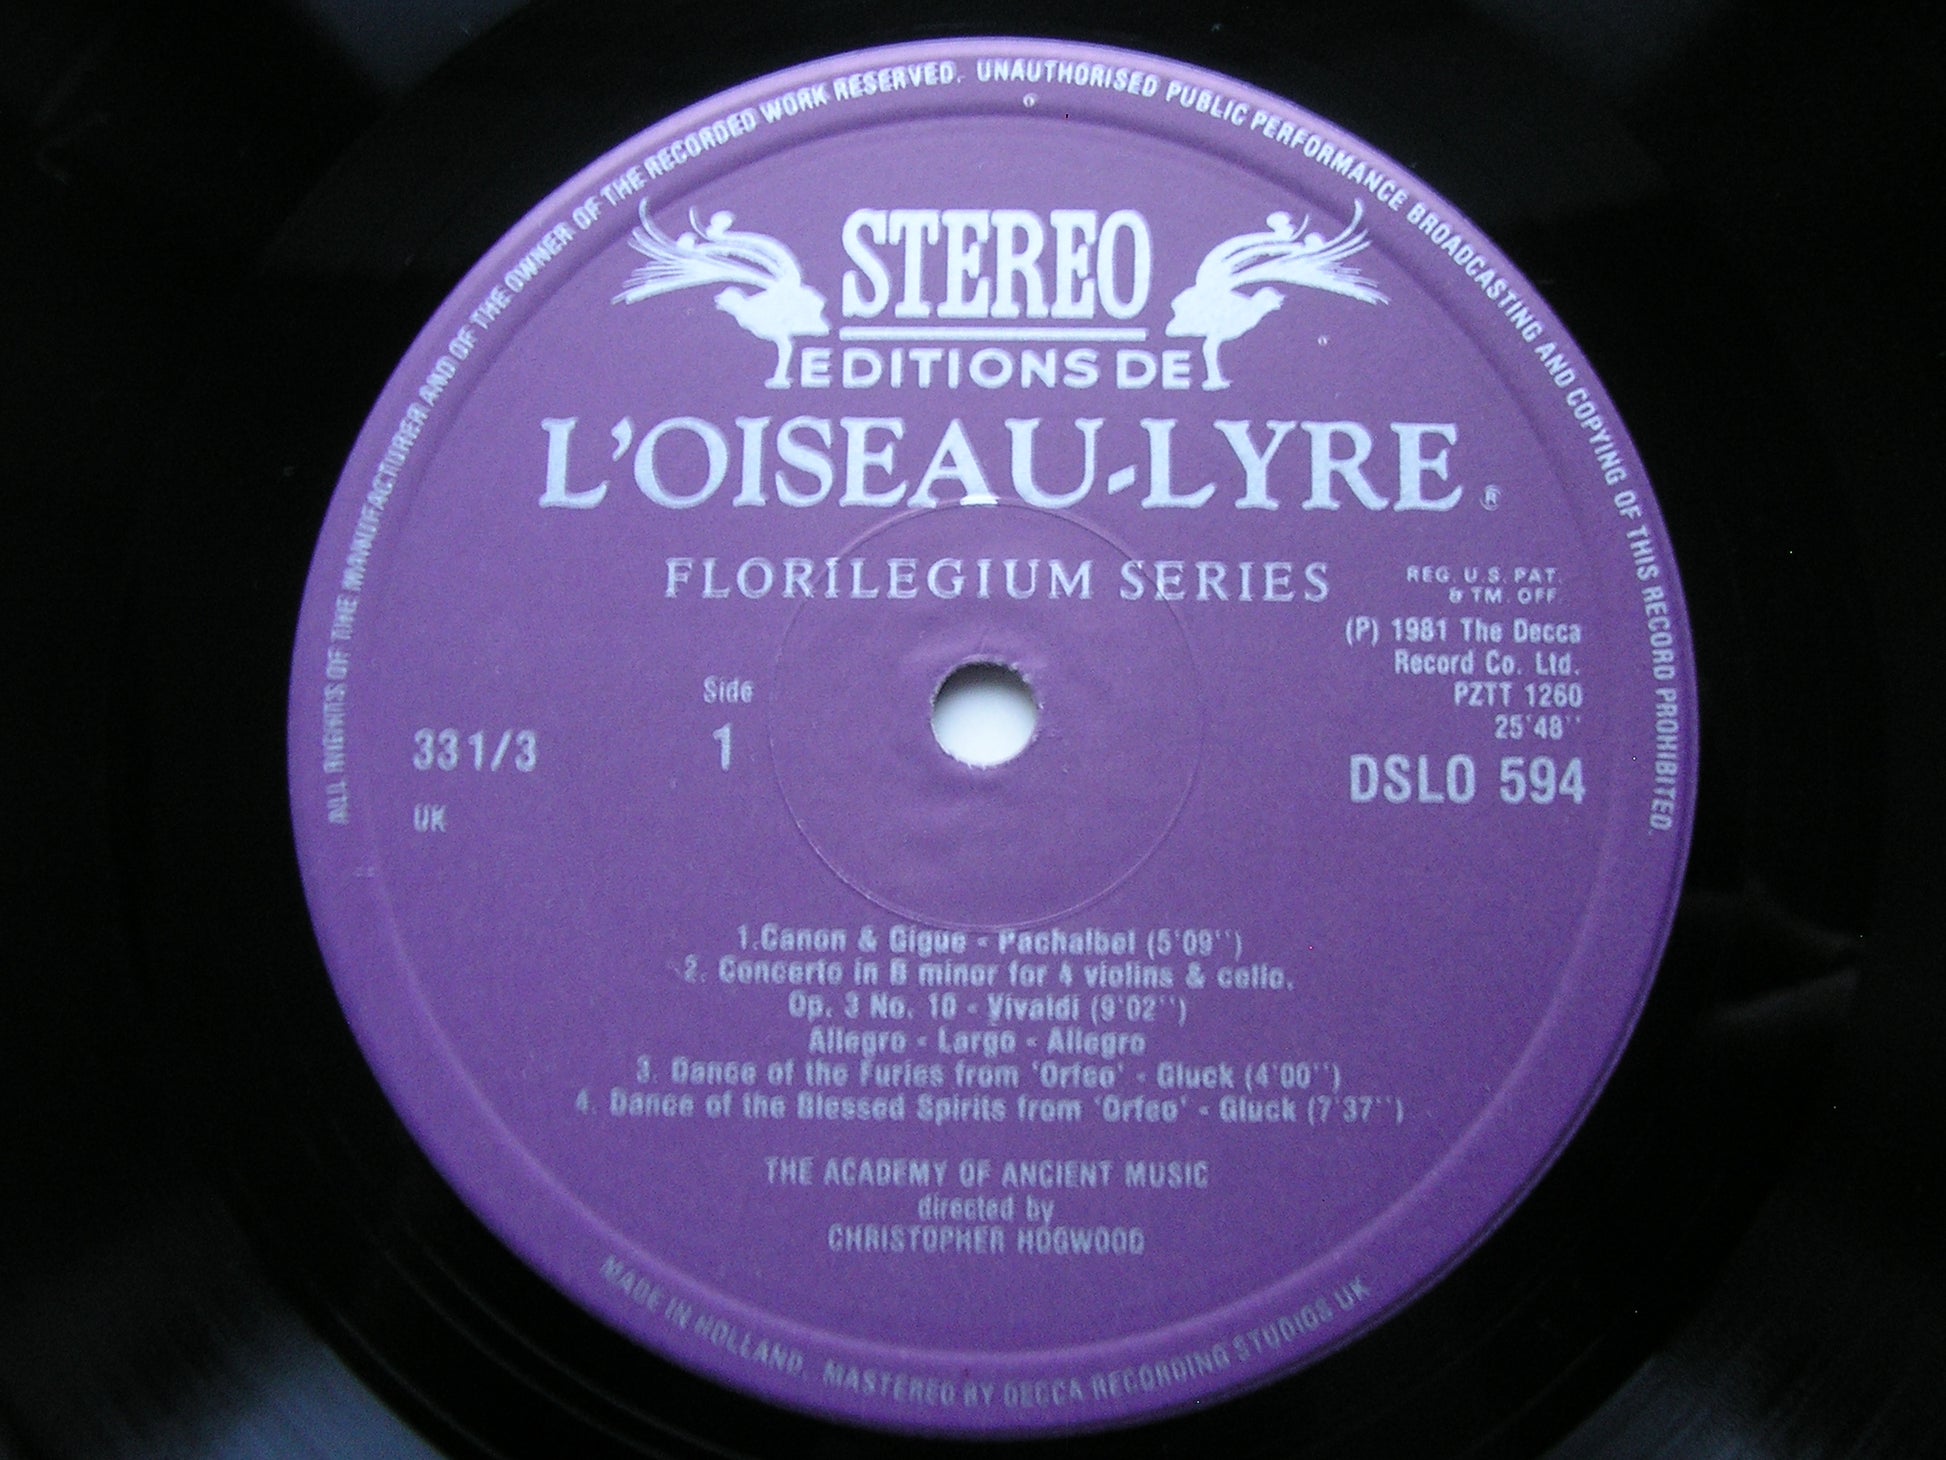 ALL RIGHTS OF THE MANUFACTURER AND OF THE OWNER OF THE RECORDED WORK RESERVED. UNAUTHORISED PUBLIC PERFORMANCE BROADCASTING AND COPYING OF THIS RECORD PROHIBITED.
STEREO
EDITIONS DE
L'OISEAU-LYRE ®
FLORILEGIUM SERIES
REG. U.S. PAT.
& TM. OFF.
(P) 1981 The Decca
Record Co. Ltd.
PZTT 1260
25'48''
DSLO 594
Side
1
33 1/3
UK
1.Canon & Gigue - Pachalbel (5'09'')
2. Concerto in B minor for 4 violins & cello.
Op. 3 No. 10 - Vivaldi (9'02'')
Allegro - Largo - Allegro
3. Dance of the Furies from 'Orfeo' - Gluck (4'00'')
4. Dance of the Blessed Spirits from 'Orfeo' - Gluck (7'37'')
THE ACADEMY OF ANCIENT MUSIC
directed by
CHRISTOPHER HOGWOOD
MADE IN HOLLAND. MASTERED BY DECCA RECORDING STUDIOS UK